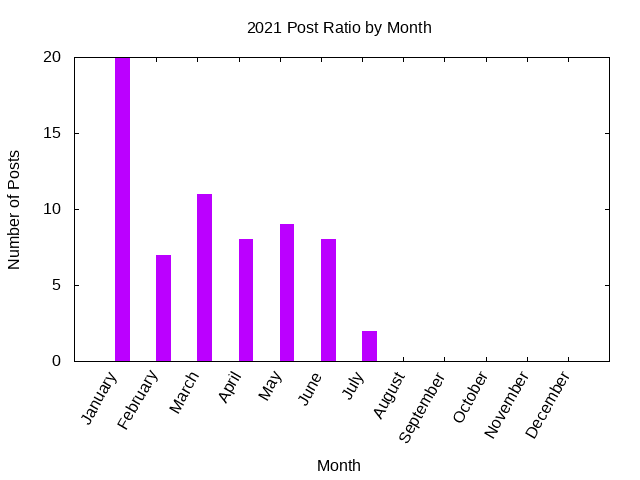 2021 Post Ratio by Month
20
15
10
5
0
Number of Posts
January
February
March
April
May
June
July
August
September
October
November
December
Month